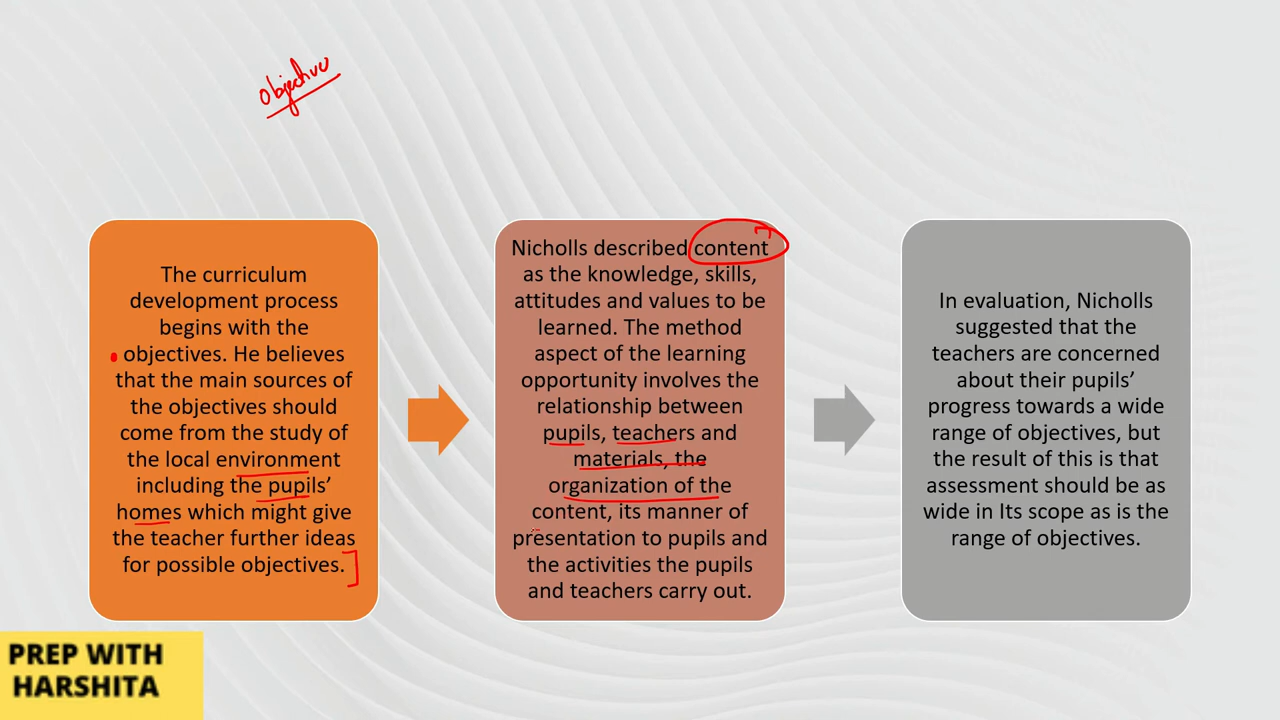 objective
The curriculum
development process
begins with the
objectives. He believes
that the main sources of
the objectives should
come from the study of
the local environment
including the pupils’
homes which might give
the teacher further ideas
for possible objectives.
Nicholls described content
as the knowledge, skills,
attitudes and values to be
learned. The method
aspect of the learning
opportunity involves the
relationship between
pupils, teachers and
materials, the
organization of the
content, its manner of
presentation to pupils and
the activities the pupils
and teachers carry out.
In evaluation, Nicholls
suggested that the
teachers are concerned
about their pupils’
progress towards a wide
range of objectives, but
the result of this is that
assessment should be as
wide in Its scope as is the
range of objectives.
PREP WITH
HARSHITA